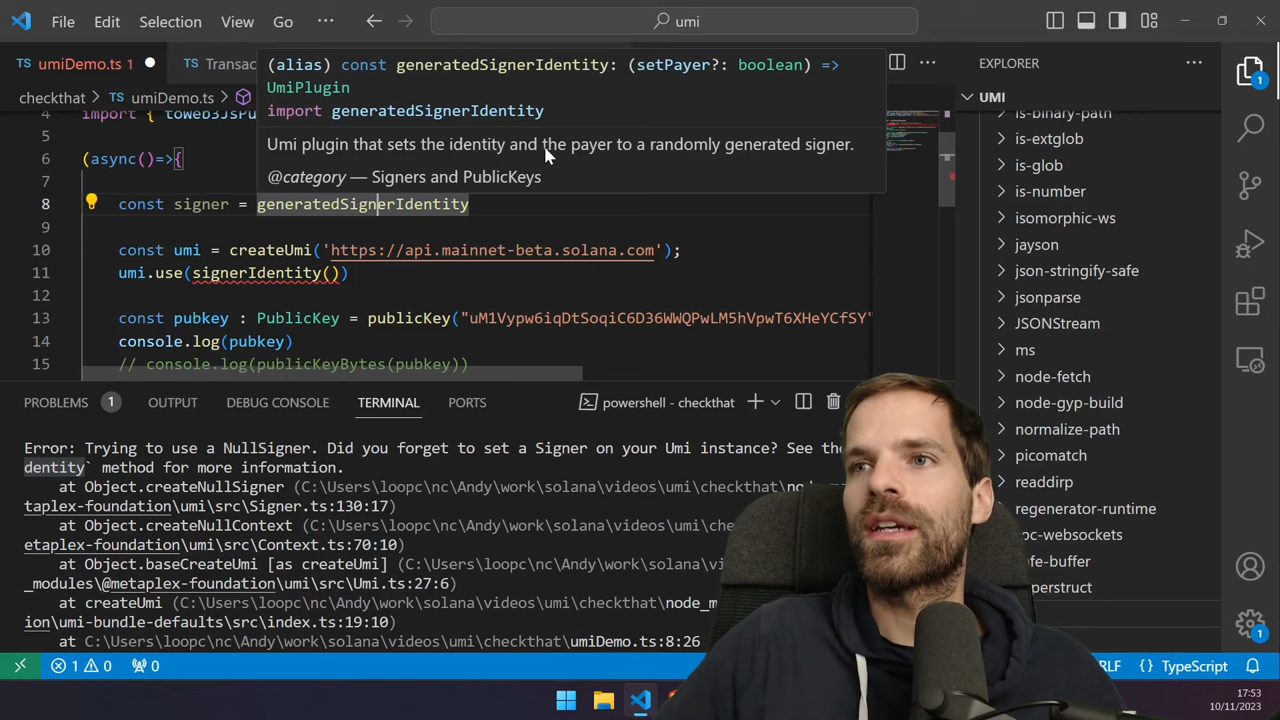 File Edit Selection View Go ··· umi
TS umiDemo.ts 1
TS Transac
checkthat > TS umiDemo.ts >
(alias) const generatedSignerIdentity: (setPayer?: boolean) =>
UmiPlugin
import generatedSignerIdentity
Umi plugin that sets the identity and the payer to a randomly generated signer.
@category — Signers and PublicKeys
4 import { toWeb3JsPu
5
6 (async()=>{
7
8 const signer = generatedSignerIdentity
9
10 const umi = createUmi('https://api.mainnet-beta.solana.com');
11 umi.use(signerIdentity())
12
13 const pubkey : PublicKey = publicKey("uM1Vypw6iqDtSoqiC6D36WWQPwLM5hVpwT6XHeYCfSY"
14 console.log(pubkey)
15 // console.log(publicKeyBytes(pubkey))
PROBLEMS 1 OUTPUT DEBUG CONSOLE TERMINAL PORTS powershell - checkthat
Error: Trying to use a NullSigner. Did you forget to set a Signer on your Umi instance? See the
dentity` method for more information.
at Object.createNullSigner (C:\Users\loopc\nc\Andy\work\solana\videos\umi\checkthat\node_m
taplex-foundation\umi\src\Signer.ts:130:17)
at Object.createNullContext (C:\Users\loopc\nc\Andy\work\solana\videos\umi\che
etaplex-foundation\umi\src\Context.ts:70:10)
at Object.baseCreateUmi [as createUmi] (C:\Users\loopc\nc\Andy\work\solana\vid
_modules\@metaplex-foundation\umi\src\Umi.ts:27:6)
at createUmi (C:\Users\loopc\nc\Andy\work\solana\videos\umi\checkthat\node_m
ion\umi-bundle-defaults\src\index.ts:19:10)
at C:\Users\loopc\nc\Andy\work\solana\videos\umi\checkthat\umiDemo.ts:8:26
EXPLORER ···
UMI
is-binary-path
is-extglob
is-glob
is-number
isomorphic-ws
jayson
json-stringify-safe
jsonparse
JSONStream
ms
node-fetch
node-gyp-build
normalize-path
picomatch
readdirp
regenerator-runtime
pc-websockets
afe-buffer
uperstruct
1
1
1 0 0
RLF {} TypeScript
17:53
10/11/2023